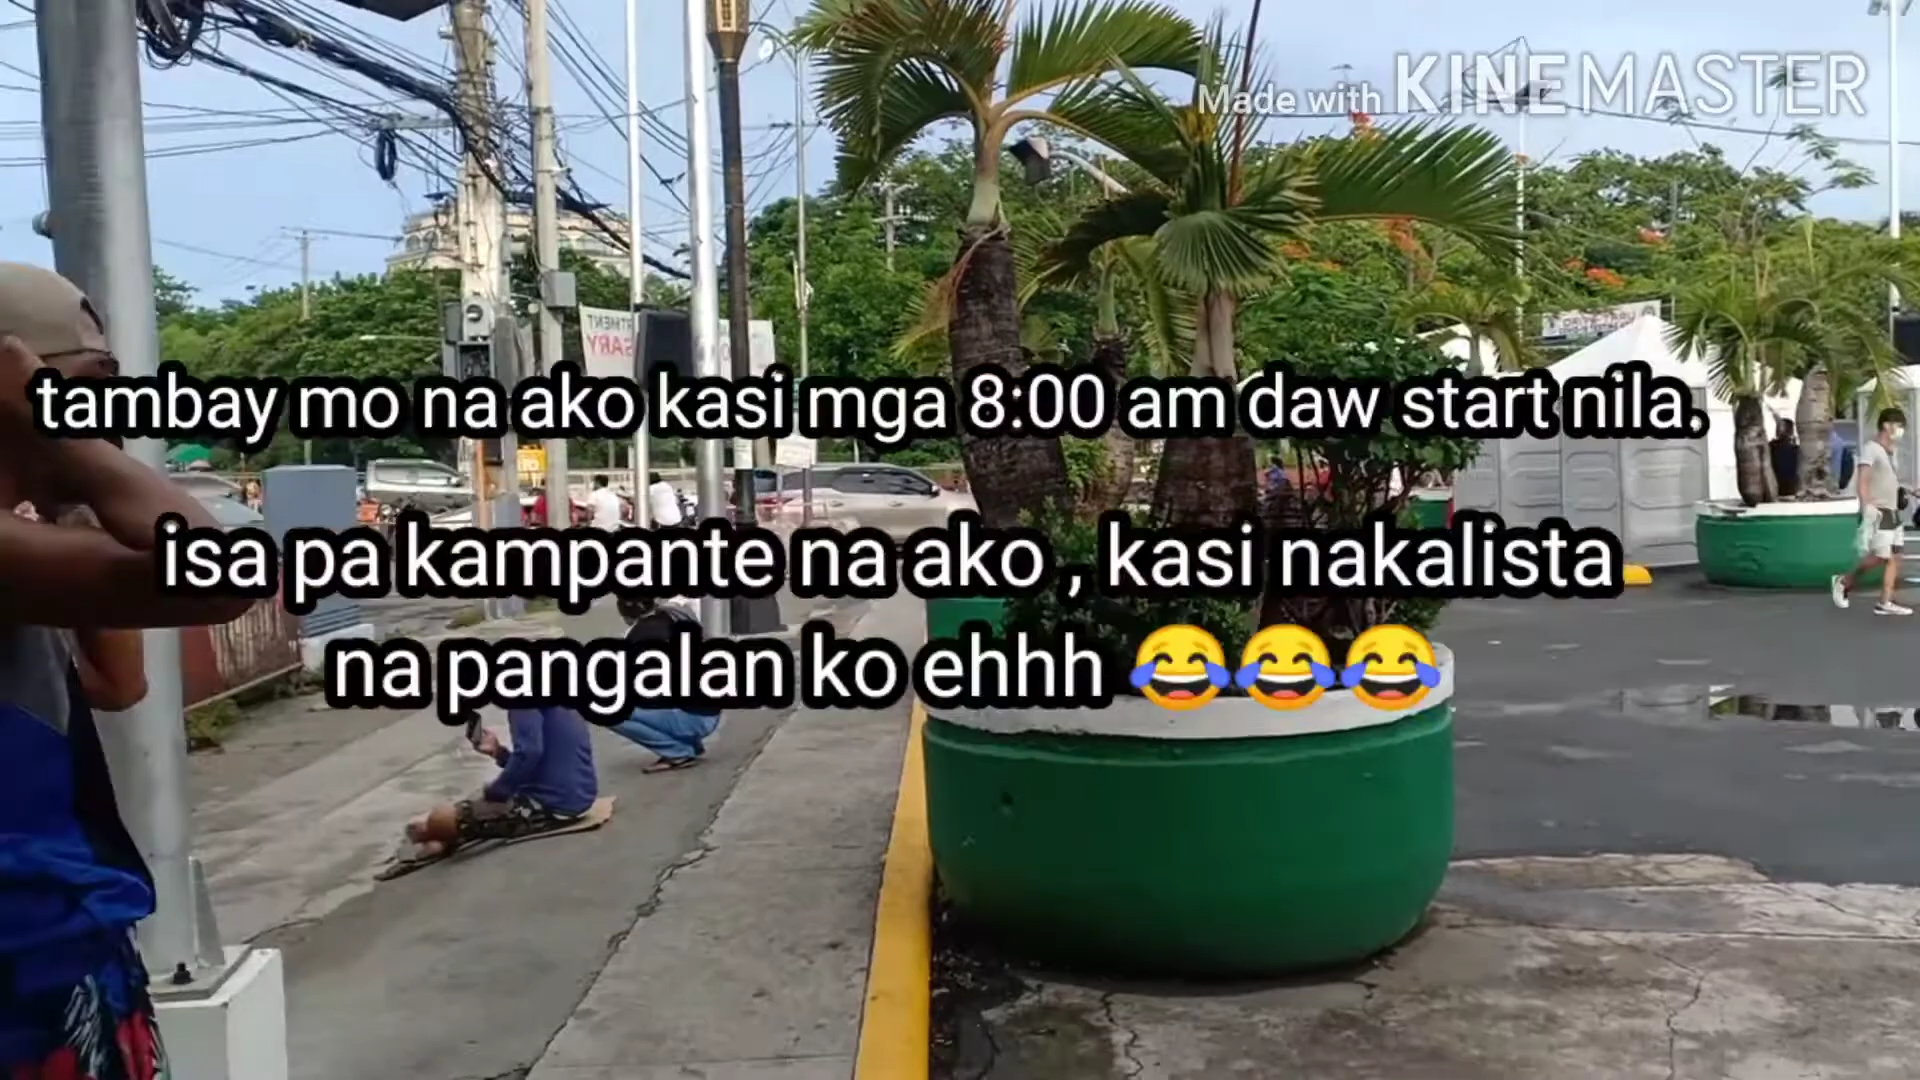 Made with KINEMASTER
tambay mo na ako kasi mga 8:00 am daw start nila.
isa pa kampante na ako , kasi nakalista
na pangalan ko ehhh 😂😂😂